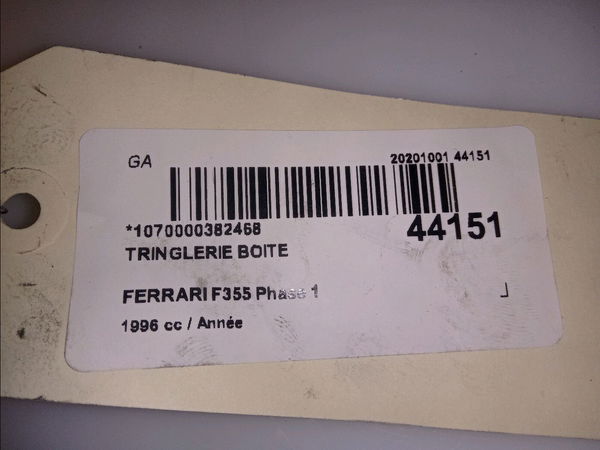 GA
20201001 44151
*1070000382468
44151
TRINGLERIE BOITE
FERRARI F355 Phase 1
1996 cc / Année